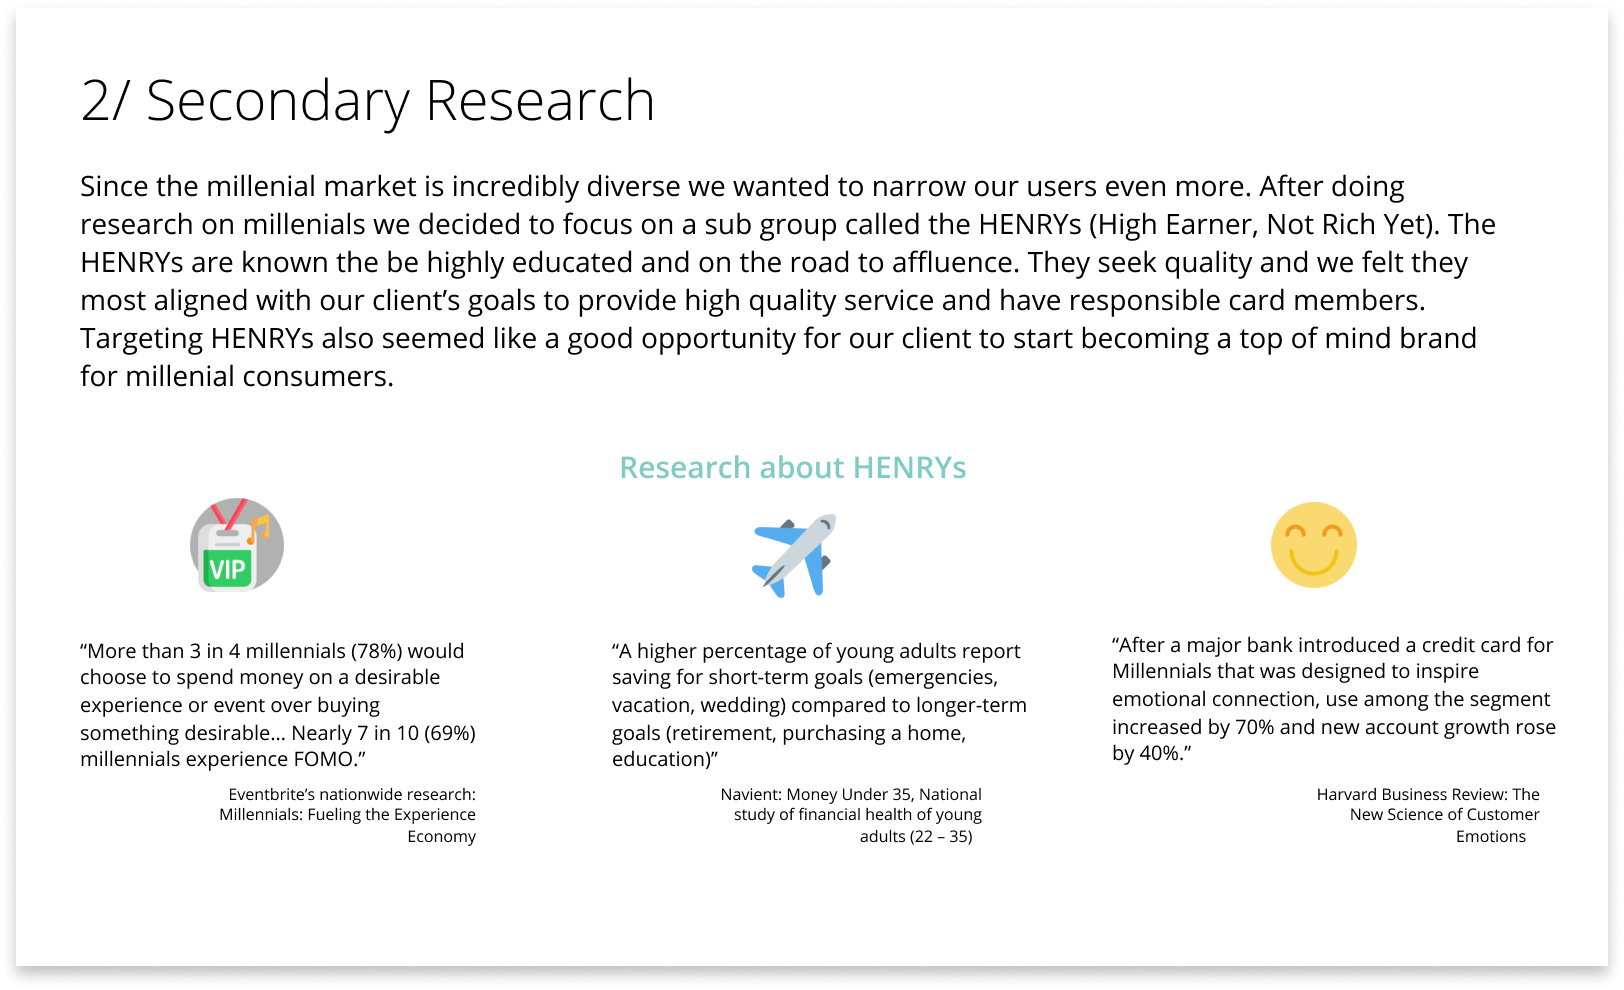 2/ Secondary Research
Since the millenial market is incredibly diverse we wanted to narrow our users even more. After doing
research on millenials we decided to focus on a sub group called the HENRYs (High Earner, Not Rich Yet). The
HENRYs are known the be highly educated and on the road to affluence. They seek quality and we felt they
most aligned with our client’s goals to provide high quality service and have responsible card members.
Targeting HENRYs also seemed like a good opportunity for our client to start becoming a top of mind brand
for millenial consumers.
Research about HENRYs
VIP
“More than 3 in 4 millennials (78%) would
choose to spend money on a desirable
experience or event over buying
something desirable... Nearly 7 in 10 (69%)
millennials experience FOMO.”
Eventbrite’s nationwide research:
Millennials: Fueling the Experience
Economy
“A higher percentage of young adults report
saving for short-term goals (emergencies,
vacation, wedding) compared to longer-term
goals (retirement, purchasing a home,
education)”
Navient: Money Under 35, National
study of financial health of young
adults (22 – 35)
“After a major bank introduced a credit card for
Millennials that was designed to inspire
emotional connection, use among the segment
increased by 70% and new account growth rose
by 40%.”
Harvard Business Review: The
New Science of Customer
Emotions